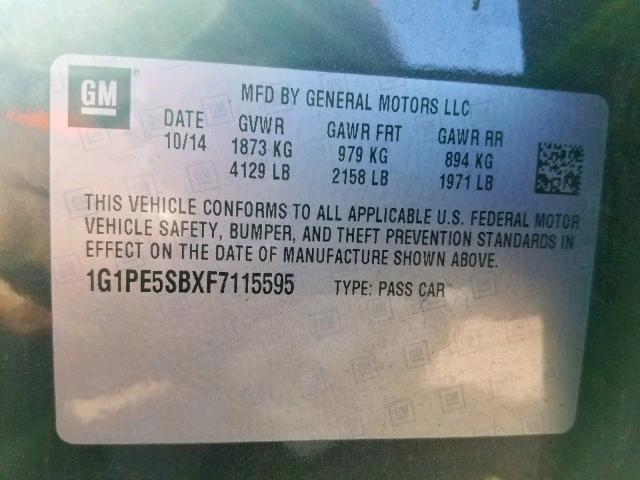 GM
MFD BY GENERAL MOTORS LLC
DATE GVWR GAWR FRT GAWR RR
10/14 1873 KG 979 KG 894 KG
4129 LB 2158 LB 1971 LB
THIS VEHICLE CONFORMS TO ALL APPLICABLE U.S. FEDERAL MOTOR
VEHICLE SAFETY, BUMPER, AND THEFT PREVENTION STANDARDS IN
EFFECT ON THE DATE OF MANUFACTURE SHOWN ABOVE.
1G1PE5SBXF7115595 TYPE: PASS CAR